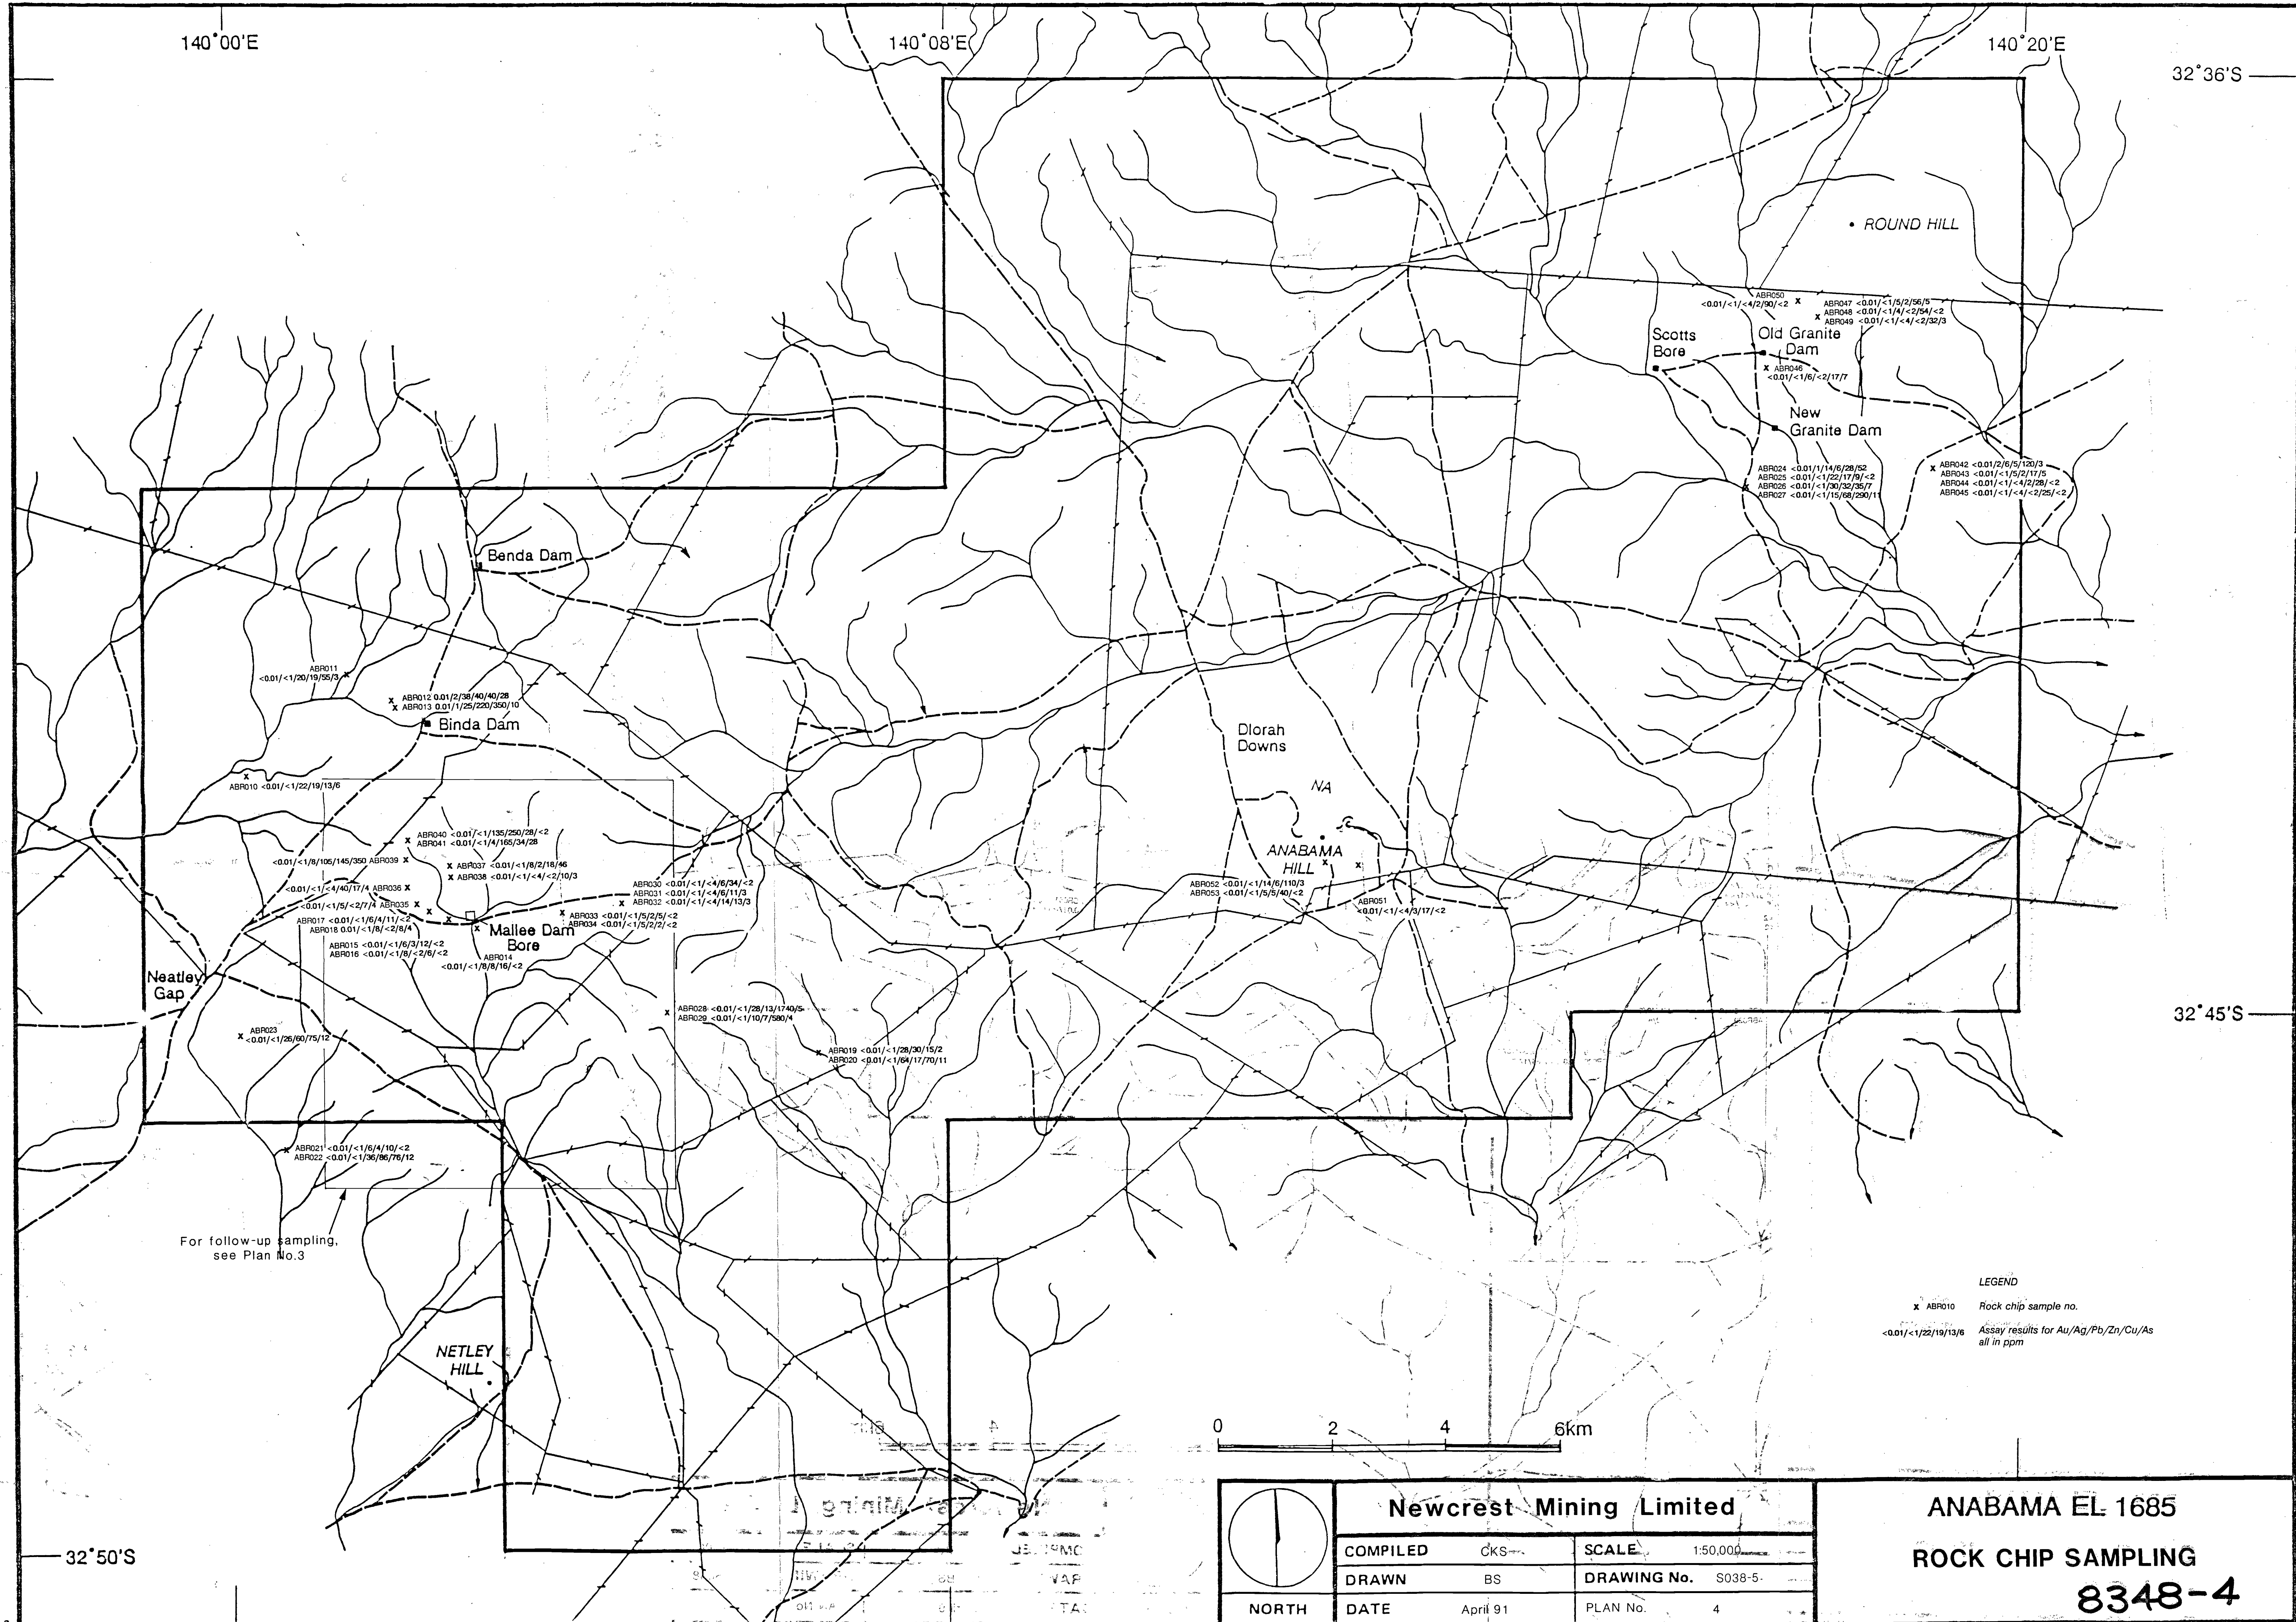 140°00'E
140°08'E
140°20'E
32°36'S
• ROUND HILL
ABR050
<0.01/<1/<4/2/90/<2
x
ABR047 <0.01/<1/5/2/56/5
ABR048 <0.01/<1/4/<2/54/<2
x
ABR049 <0.01/<1/<4/<2/32/3
Scotts
Bore
Old Granite
Dam
x ABR046
<0.01/<1/6/<2/17/7
New
Granite Dam
ABR024 <0.01/1/14/6/28/52
ABR025 <0.01/<1/22/17/9/<2
x ABR026 <0.01/<1/30/32/35/7
ABR027 <0.01/<1/15/68/290/11
x ABR042 <0.01/2/6/5/120/3
ABR043 <0.01/<1/5/2/17/5
ABR044 <0.01/<1/<4/2/28/<2
ABR045 <0.01/<1/<4/<2/25/<2
Benda Dam
ABR011
<0.01/<1/20/19/55/3 x
x ABR012 0.01/2/38/40/40/28
x ABR013 0.01/1/25/220/350/10
Binda Dam
Diorah
Downs
x
ABR010 <0.01/<1/22/19/13/6
NA
ANABAMA
HILL
x x
x ABR040 <0.01/<1/135/250/28/<2
ABR041 <0.01/<1/4/165/34/28
<0.01/<1/8/105/145/350 ABR039 x
x ABR037 <0.01/<1/8/2/18/46
x ABR038 <0.01/<1/<4/<2/10/3
<0.01/<1/<4/40/17/4 ABR036 x
ABR030 <0.01/<1/<4/6/34/<2
ABR031 <0.01/<1/<4/6/11/3
x ABR032 <0.01/<1/<4/14/13/3
<0.01/<1/5/<2/7/4 ABR035 x
x ABR033 <0.01/<1/5/2/5/<2
ABR034 <0.01/<1/5/2/2/<2
ABR017 <0.01/<1/6/4/11/<2 x
ABR018 0.01/<1/8/<2/8/4
x
Mallee Dam
Bore
ABR015 <0.01/<1/6/3/12/<2
ABR016 <0.01/<1/8/<2/6/<2
x
ABR014
<0.01/<1/8/8/16/<2
ABR052 <0.01/<1/14/6/110/3
ABR053 <0.01/<1/5/5/40/<2
ABR051
<0.01/<1/<4/3/17/<2
Neatley
Gap
x ABR028 <0.01/<1/28/13/1740/5
ABR029 <0.01/<1/10/7/580/4
32°45'S
x ABR023
<0.01/<1/26/60/75/12
x ABR019 <0.01/<1/28/30/15/2
ABR020 <0.01/<1/64/17/70/11
x ABR021 <0.01/<1/6/4/10/<2
ABR022 <0.01/<1/36/86/76/12
For follow-up sampling,
see Plan No.3
LEGEND
x ABR010 Rock chip sample no.
<0.01/<1/22/19/13/6 Assay results for Au/Ag/Pb/Zn/Cu/As
all in ppm
NETLEY
HILL
0 2 4 6km
32°50'S
Newcrest Mining Limited
COMPILED CKS SCALE 1:50,000
DRAWN BS DRAWING No. S038-5
NORTH DATE April 91 PLAN No. 4
ANABAMA EL 1685
ROCK CHIP SAMPLING
8348-4